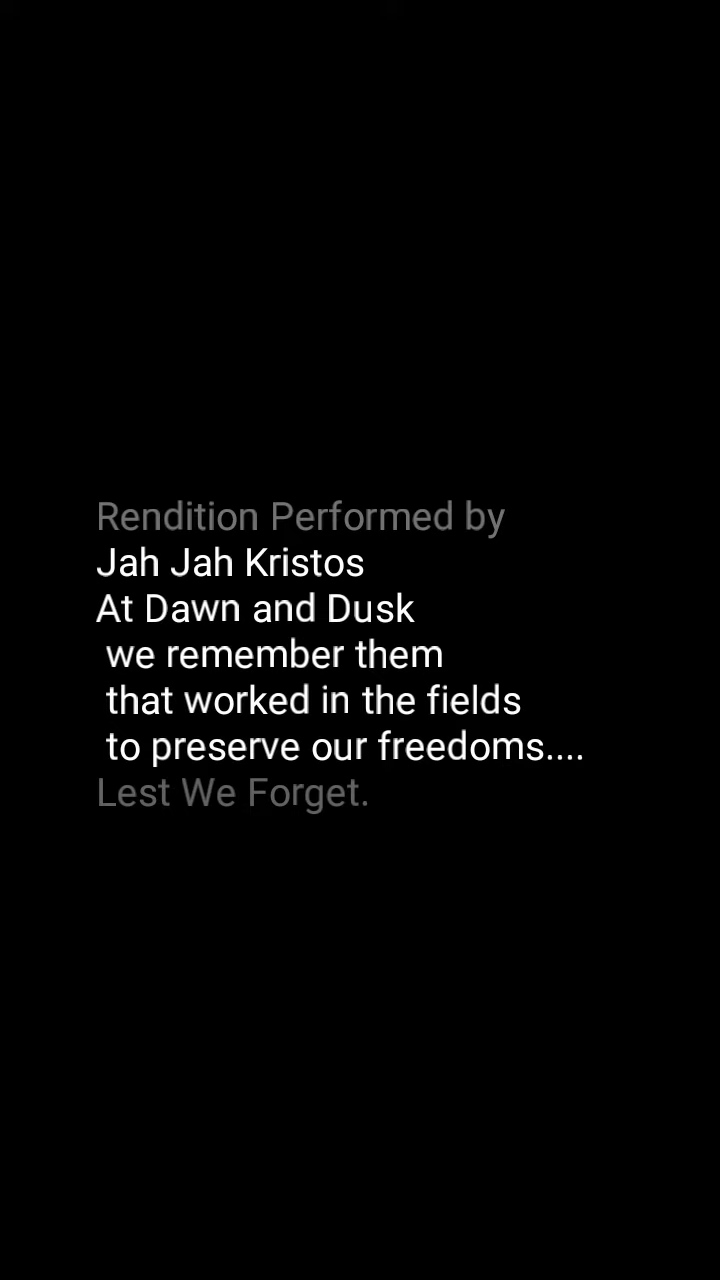 Rendition Performed by
Jah Jah Kristos
At Dawn and Dusk
we remember them
that worked in the fields
to preserve our freedoms....
Lest We Forget.